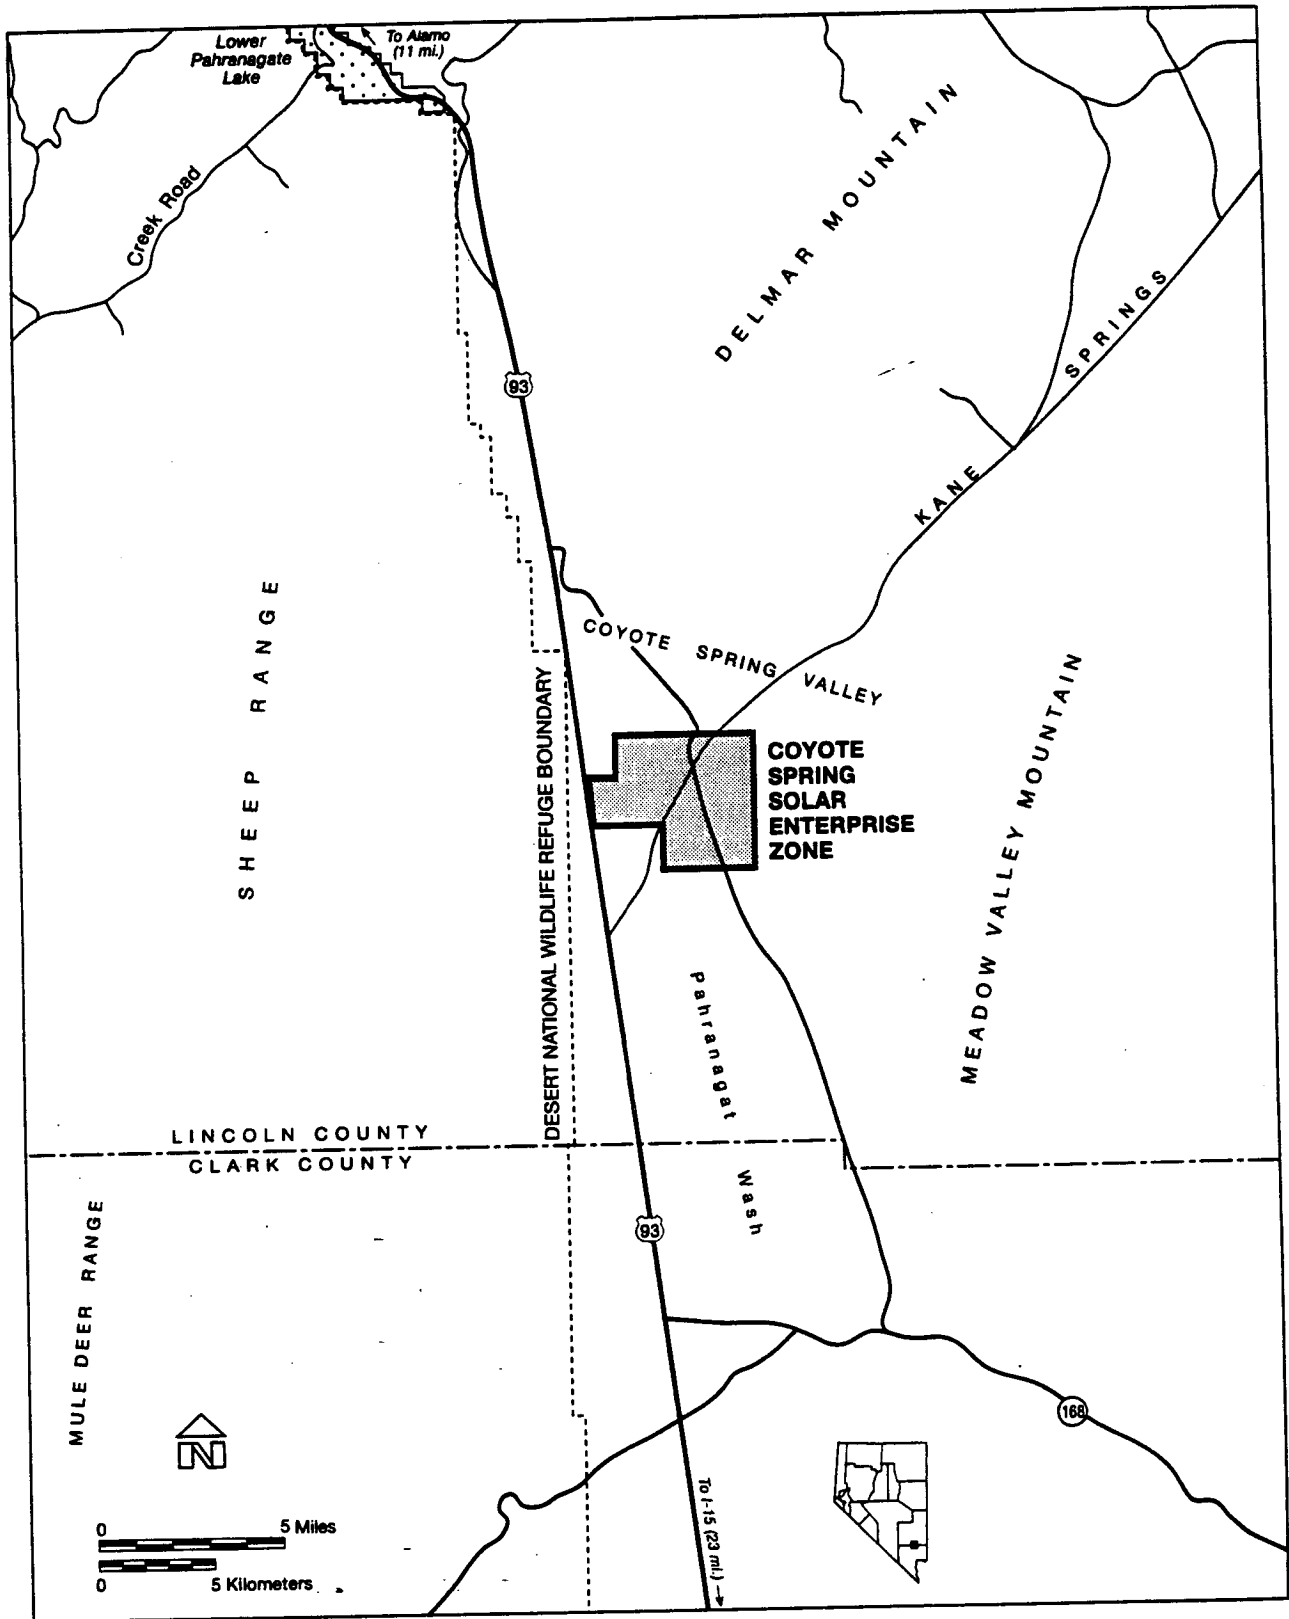 Lower
Pahranagate
Lake
To Alamo
(11 mi.)
Creek Road
DELMAR MOUNTAIN
93
KANE SPRINGS
SHEEP RANGE
COYOTE SPRING VALLEY
DESERT NATIONAL WILDLIFE REFUGE BOUNDARY
COYOTE
SPRING
SOLAR
ENTERPRISE
ZONE
MEADOW VALLEY MOUNTAIN
Pahranagat Wash
LINCOLN COUNTY
CLARK COUNTY
MULE DEER RANGE
93
168
N
To I-15 (23 mi.)
0 5 Miles
0 5 Kilometers